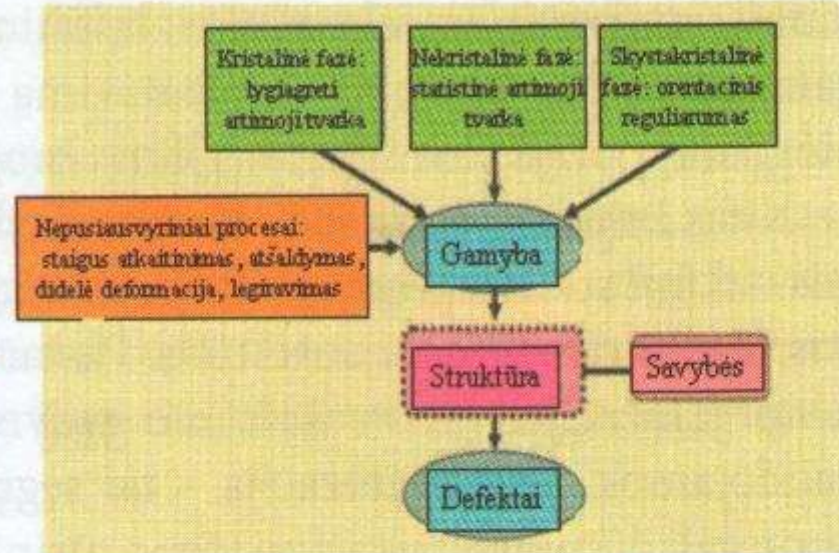 Kristalinė fazė:
lygiagreti
artimoji tvarka
Nekristalinė fazė:
statistinė artimoji
tvarka
Skystakristalinė
fazė: orentacinis
reguliarumas
Nepusiausvyriniai procesai:
staigus atkaitinimas, atšaldymas,
didelė deformacija, legiravimas
Gamyba
Struktūra
Savybės
Defektai